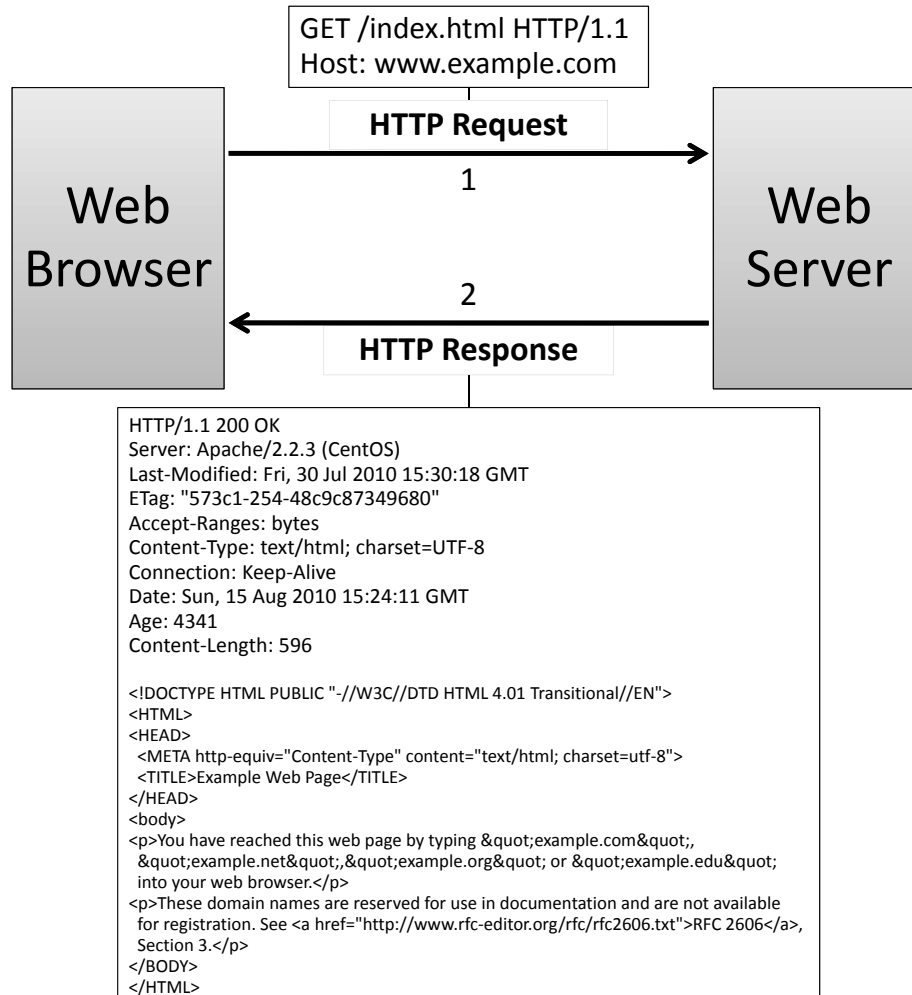 GET /index.html HTTP/1.1
Host: www.example.com
HTTP Request
1
Web
Browser
Web
Server
2
HTTP Response
HTTP/1.1 200 OK
Server: Apache/2.2.3 (CentOS)
Last-Modified: Fri, 30 Jul 2010 15:30:18 GMT
ETag: "573c1-254-48c9c87349680"
Accept-Ranges: bytes
Content-Type: text/html; charset=UTF-8
Connection: Keep-Alive
Date: Sun, 15 Aug 2010 15:24:11 GMT
Age: 4341
Content-Length: 596
<!DOCTYPE HTML PUBLIC "-//W3C//DTD HTML 4.01 Transitional//EN">
<HTML>
<HEAD>
<META http-equiv="Content-Type" content="text/html; charset=utf-8">
<TITLE>Example Web Page</TITLE>
</HEAD>
<body>
<p>You have reached this web page by typing &quot;example.com&quot;,
&quot;example.net&quot;,&quot;example.org&quot; or &quot;example.edu&quot;
into your web browser.</p>
<p>These domain names are reserved for use in documentation and are not available
for registration. See <a href="http://www.rfc-editor.org/rfc/rfc2606.txt">RFC 2606</a>,
Section 3.</p>
</BODY>
</HTML>